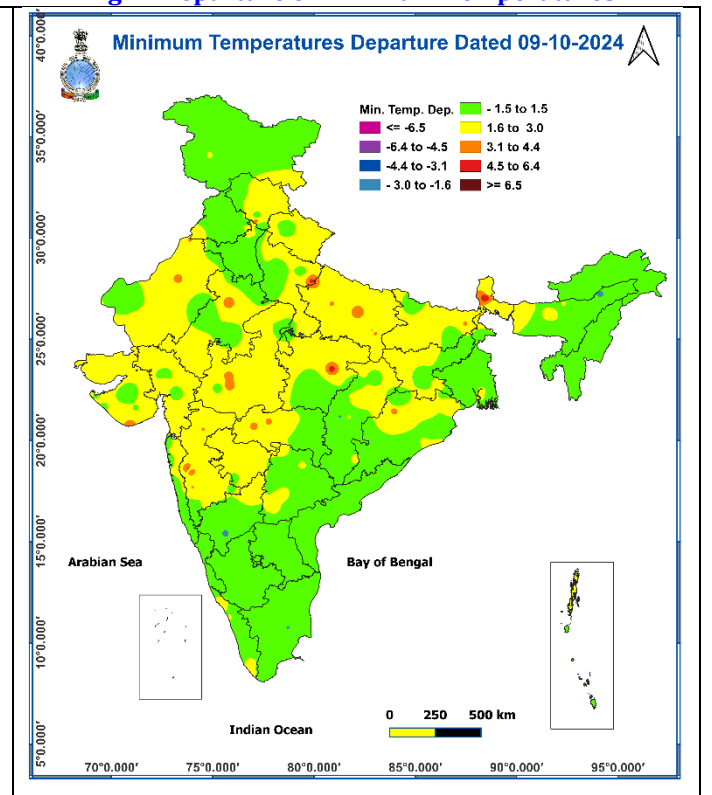 Minimum Temperatures Departure Dated 09-10-2024
Min. Temp. Dep.
<= -6.5
-6.4 to -4.5
-4.4 to -3.1
- 3.0 to -1.6
- 1.5 to 1.5
1.6 to 3.0
3.1 to 4.4
4.5 to 6.4
>= 6.5
40°0.000'
35°0.000'
30°0.000'
25°0.000'
20°0.000'
15°0.000'
10°0.000'
5°0.000'
Arabian Sea
Bay of Bengal
Indian Ocean
0 250 500 km
70°0.000' 75°0.000' 80°0.000' 85°0.000' 90°0.000' 95°0.000'